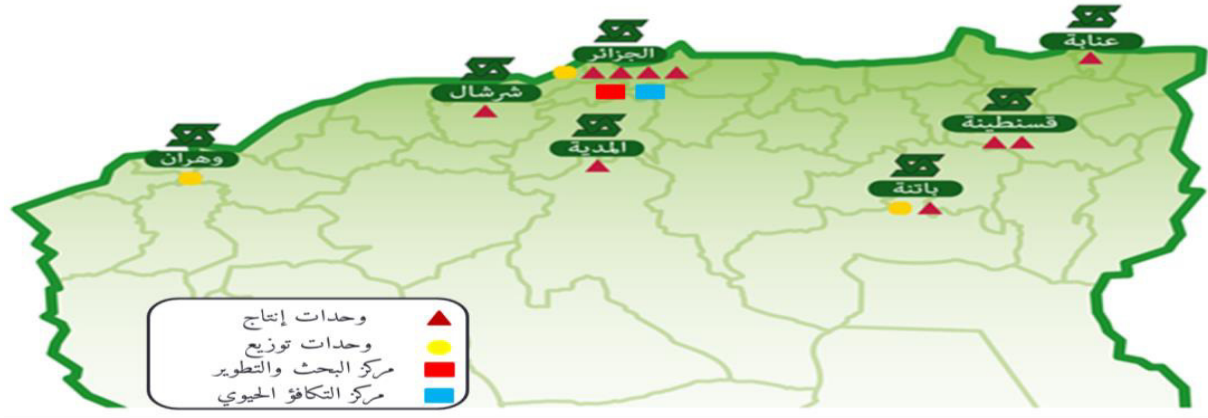 عنابة
الجزائر
شرشال
قسنطينة
المدية
وهران
باتنة
وحدات إنتاج
وحدات توزيع
مركز البحث والتطوير
مركز التكافؤ الحيوي